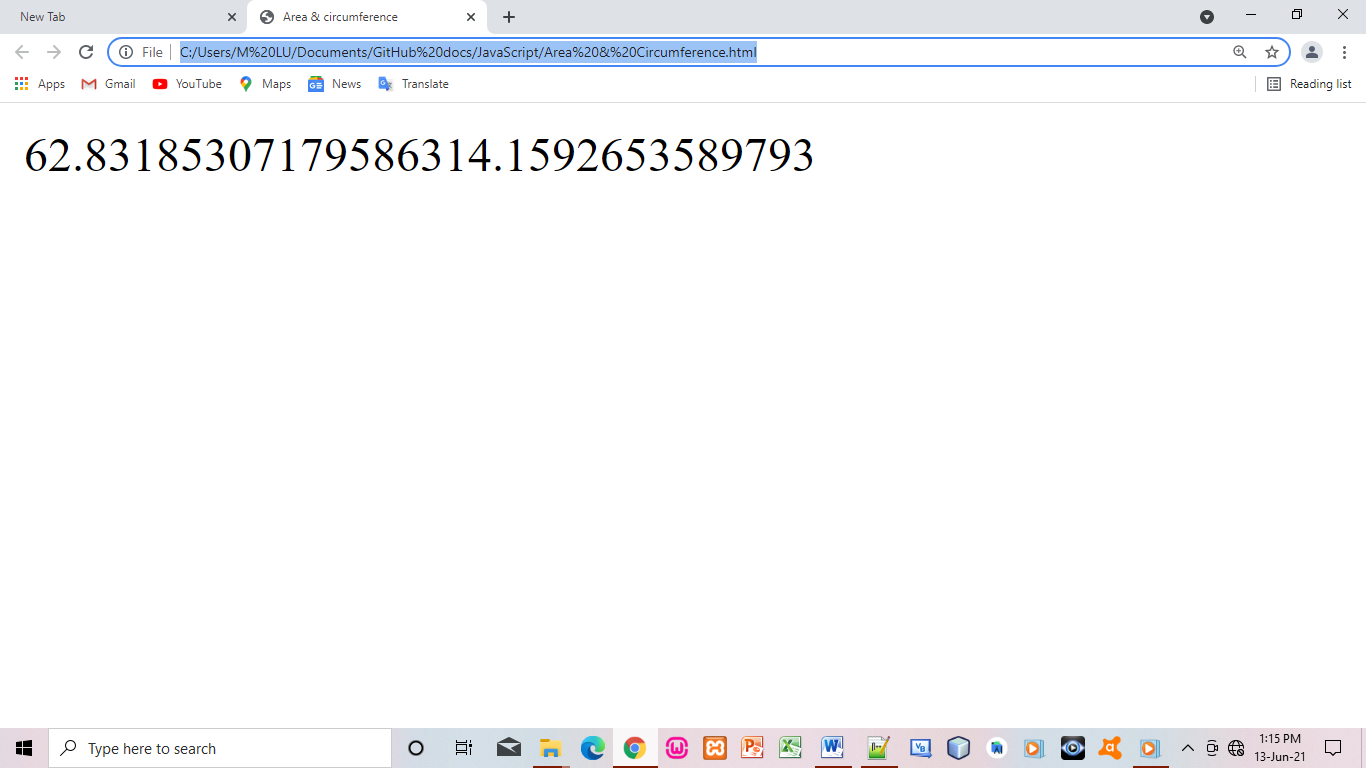 New Tab
Area & circumference
File
C:/Users/M%20LU/Documents/GitHub%20docs/JavaScript/Area%20&%20Circumference.html
Apps Gmail YouTube Maps News Translate Reading list
62.83185307179586314.1592653589793
Type here to search
1:15 PM
13-Jun-21